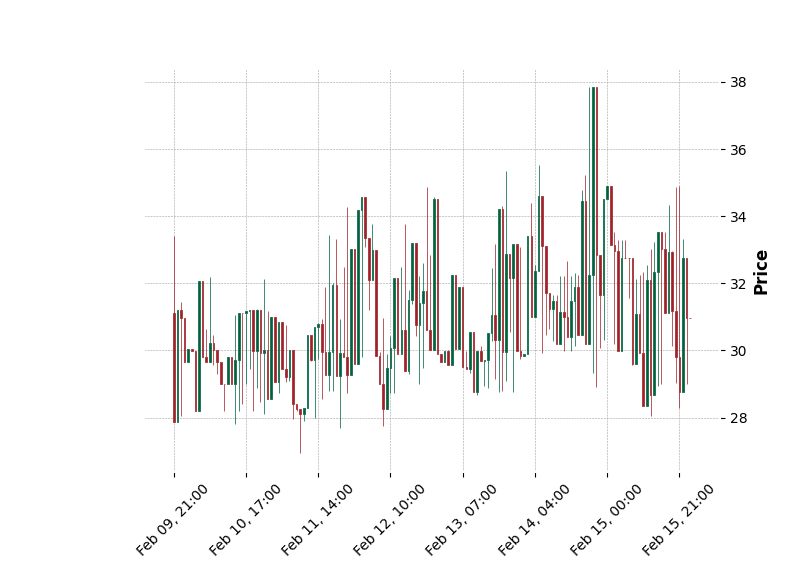 38
36
34
32
30
28
Price
Feb 09, 21:00
Feb 10, 17:00
Feb 11, 14:00
Feb 12, 10:00
Feb 13, 07:00
Feb 14, 04:00
Feb 15, 00:00
Feb 15, 21:00